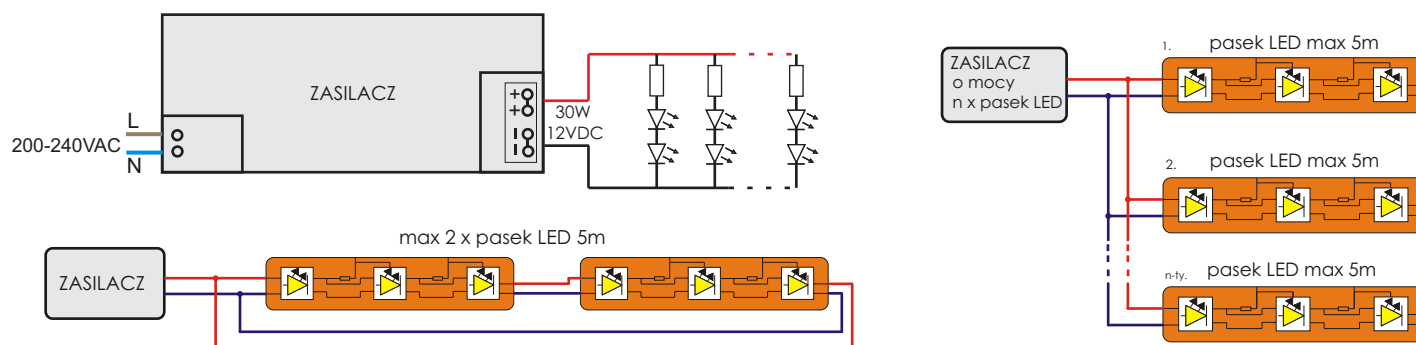 ZASILACZ
L
200-240VAC
N
+
+
30W
12VDC
max 2 x pasek LED 5m
ZASILACZ
ZASILACZ
o mocy
n x pasek LED
1. pasek LED max 5m
2. pasek LED max 5m
n-ty. pasek LED max 5m